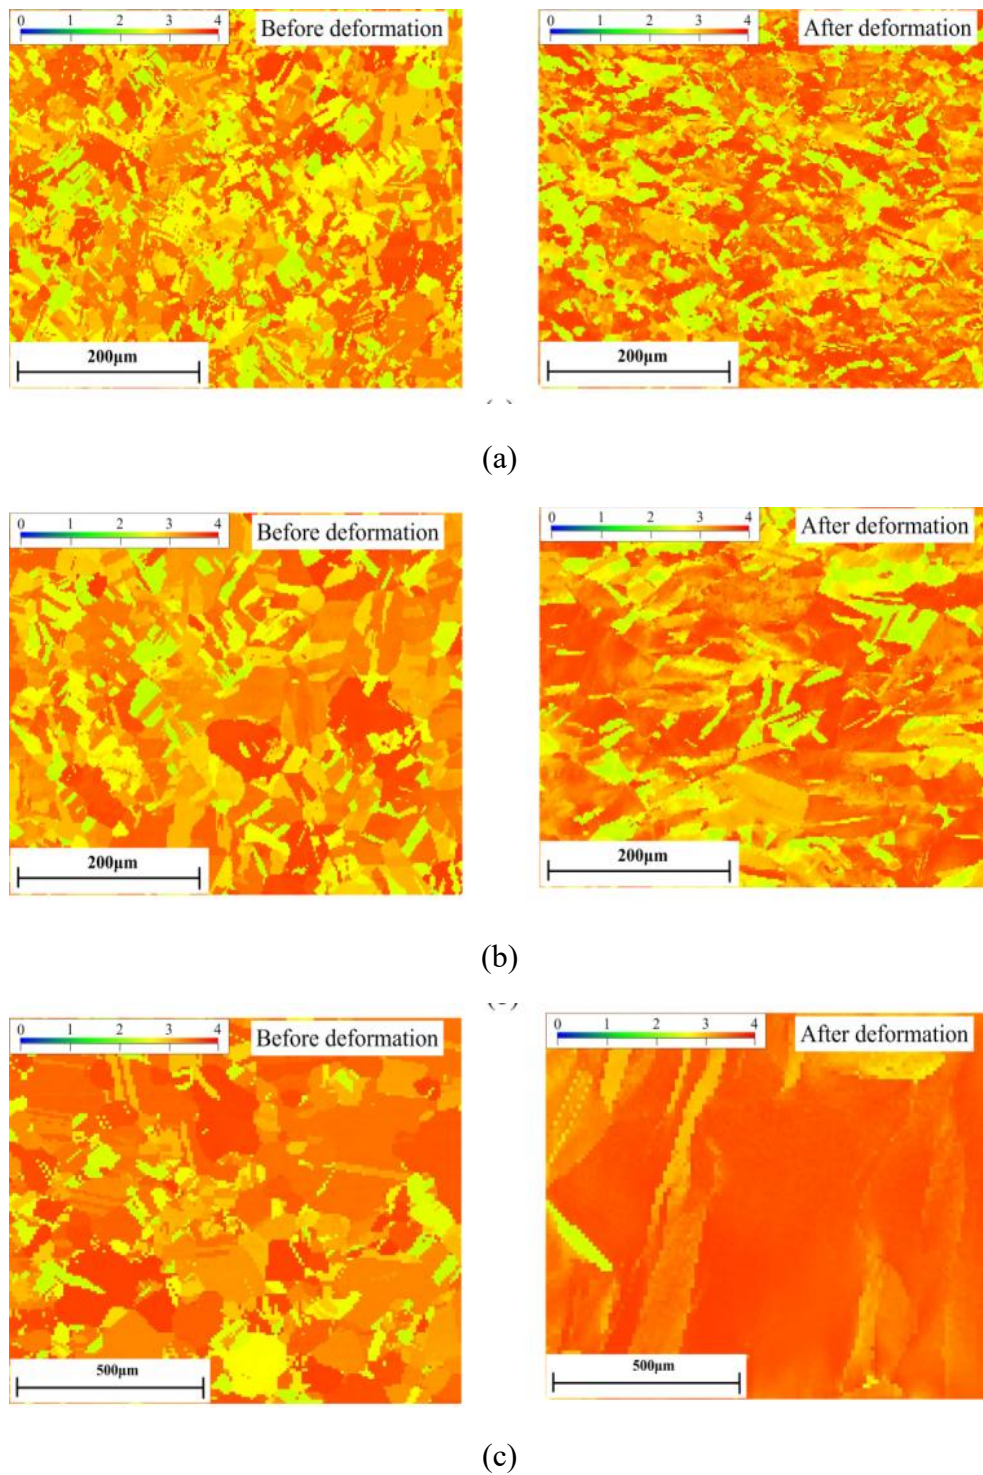 0 1 2 3 4 Before deformation
0 1 2 3 4 After deformation
200μm
200μm
(a)
0 1 2 3 4 Before deformation
0 1 2 3 4 After deformation
200μm
200μm
(b)
0 1 2 3 4 Before deformation
0 1 2 3 4 After deformation
500μm
500μm
(c)